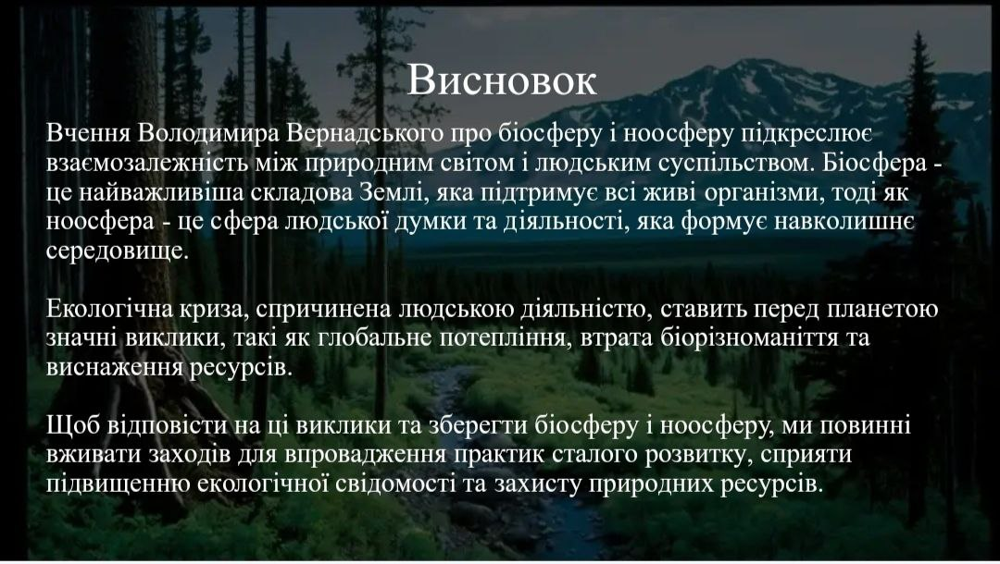 Висновок
Вчення Володимира Вернадського про біосферу і ноосферу підкреслює
взаємозалежність між природним світом і людським суспільством. Біосфера -
це найважливіша складова Землі, яка підтримує всі живі організми, тоді як
ноосфера - це сфера людської думки та діяльності, яка формує навколишнє
середовище.
Екологічна криза, спричинена людською діяльністю, ставить перед планетою
значні виклики, такі як глобальне потепління, втрата біорізноманіття та
виснаження ресурсів.
Щоб відповісти на ці виклики та зберегти біосферу і ноосферу, ми повинні
вживати заходів для впровадження практик сталого розвитку, сприяти
підвищенню екологічної свідомості та захисту природних ресурсів.